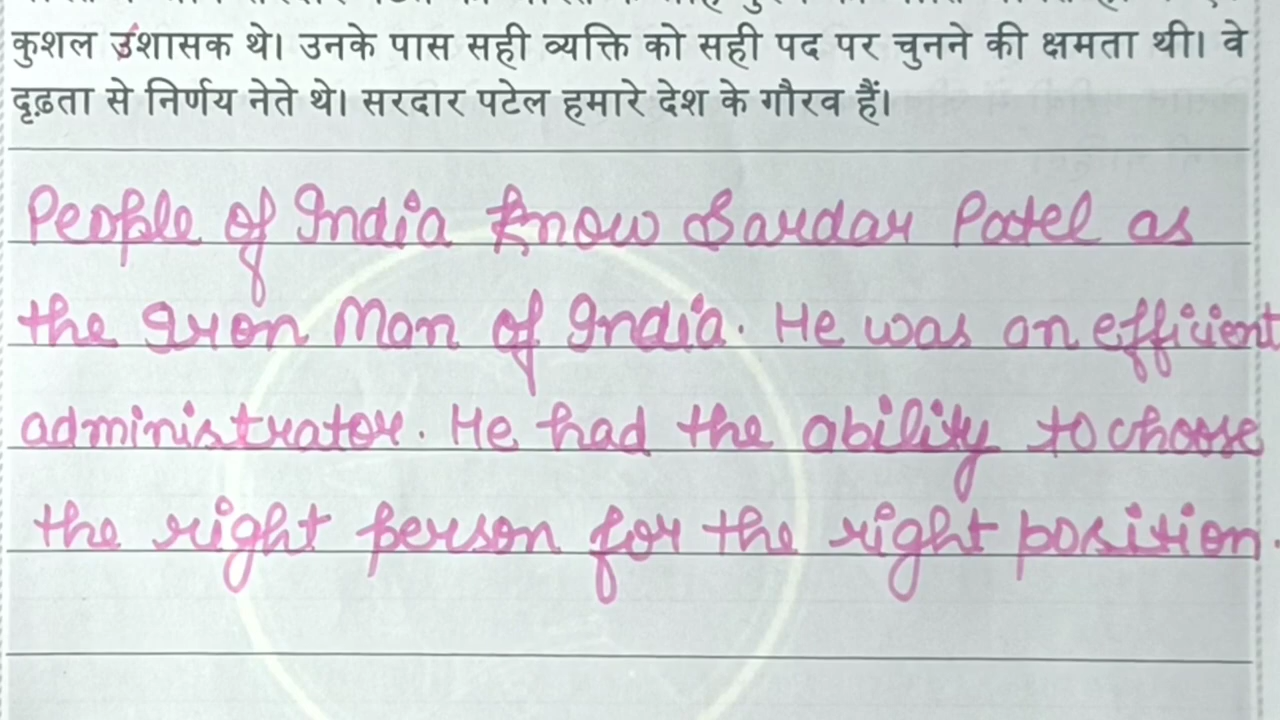 कुशल उंशासक थे। उनके पास सही व्यक्ति को सही पद पर चुनने की क्षमता थी। वे
दृढ़ता से निर्णय नेते थे। सरदार पटेल हमारे देश के गौरव हैं।
People of India know Sardar Patel as
the Iron Man of India. He was an efficient
administrator. He had the ability to choose
the right person for the right position.